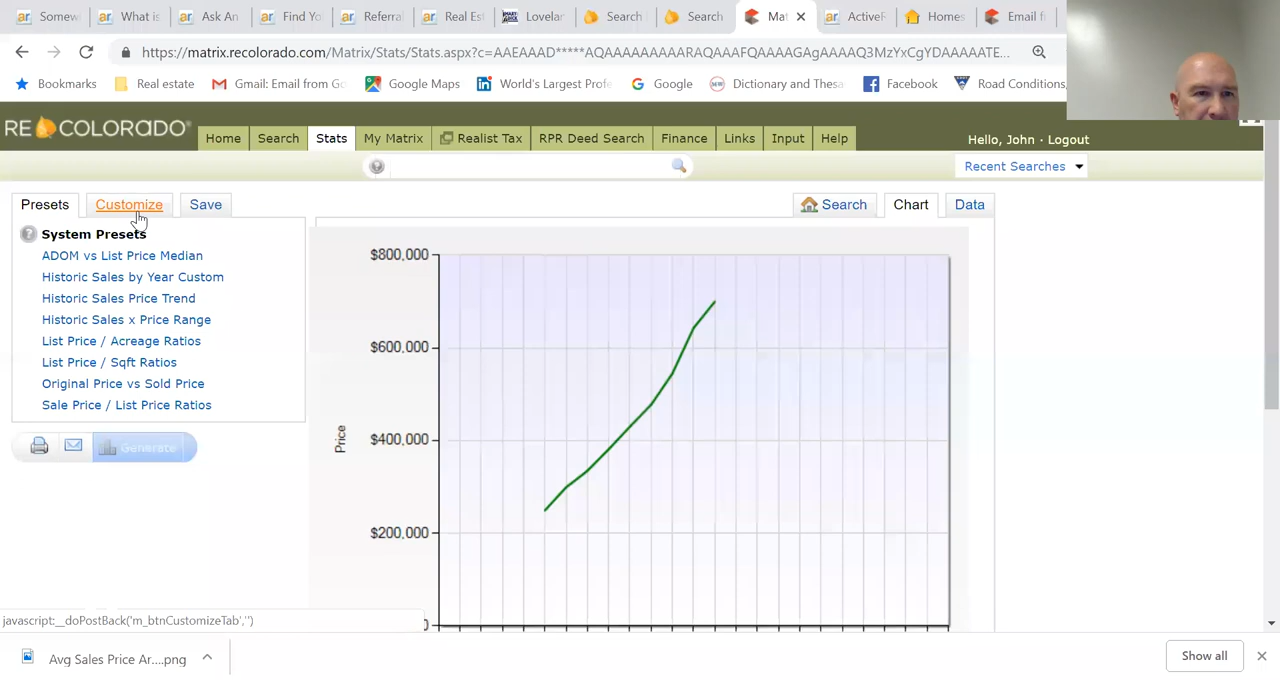 Somew
What is
Ask An
Find Yo
Referra
Real Est
Lovelan
Search
Search
Mat
ActiveR
Homes
Email fi
https://matrix.recolorado.com/Matrix/Stats/Stats.aspx?c=AAEAAAD*****AQAAAAAAAAARAQAAAFQAAAAGAgAAAAQ3MzYxCgYDAAAAATE...
Bookmarks
Real estate
Gmail: Email from Go
Google Maps
World's Largest Profe
Google
Dictionary and Thesa
Facebook
Road Conditions,
RE COLORADO
Home
Search
Stats
My Matrix
Realist Tax
RPR Deed Search
Finance
Links
Input
Help
Hello, John · Logout
Recent Searches
Presets
Customize
Save
Search
Chart
Data
System Presets
ADOM vs List Price Median
Historic Sales by Year Custom
Historic Sales Price Trend
Historic Sales x Price Range
List Price / Acreage Ratios
List Price / Sqft Ratios
Original Price vs Sold Price
Sale Price / List Price Ratios
Generate
$800,000
$600,000
$400,000
$200,000
0
Price
javascript:__doPostBack('m_btnCustomizeTab','')
Avg Sales Price Ar....png
Show all